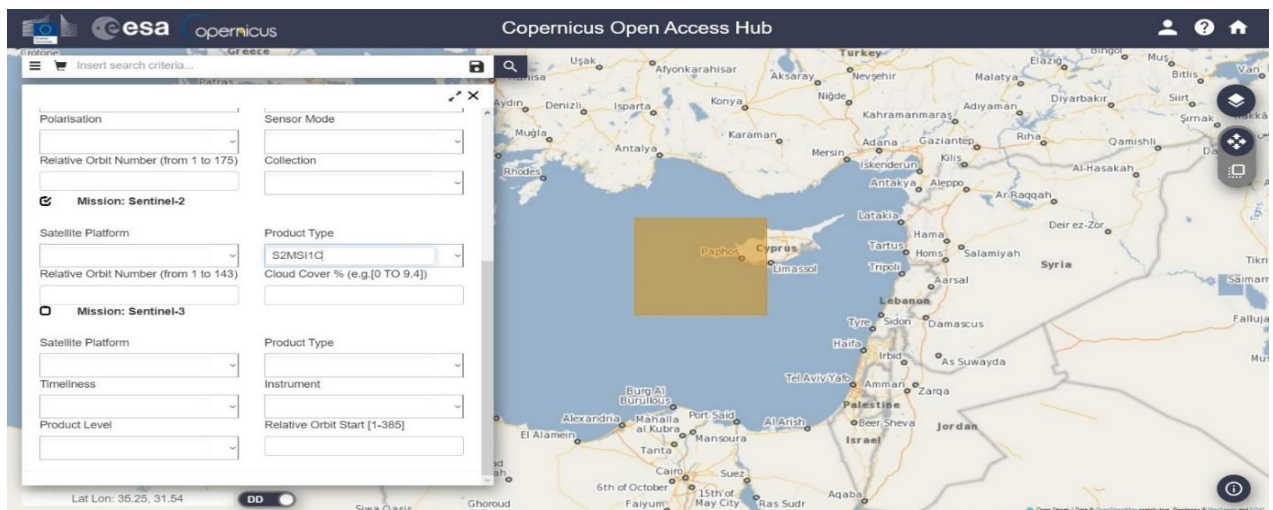 esa
opernicus
Copernicus Open Access Hub
Insert search criteria...
Polarisation
Sensor Mode
Relative Orbit Number (from 1 to 175)
Collection
Mission: Sentinel-2
Satellite Platform
Product Type
S2MSI1C
Relative Orbit Number (from 1 to 143)
Cloud Cover % (e.g.[0 TO 9.4])
Mission: Sentinel-3
Satellite Platform
Product Type
Timeliness
Instrument
Product Level
Relative Orbit Start [1-385]
Lat Lon: 35.25, 31.54
DD
Greece
Patras
Turkey
Uşak
Afyonkarahisar
Aksaray
Nevşehir
Malatya
Elazığ
Bingöl
Muş
Bitlis
Van
Aydın
Denizli
Isparta
Konya
Niğde
Kahramanmaraş
Adıyaman
Diyarbakır
Siirt
Şırnak
Muğla
Antalya
Karaman
Mersin
Adana
Gaziantep
Riha
Qamishli
Rhodes
İskenderun
Kilis
Al-Hasakah
Antakya
Aleppo
Ar Raqqah
Latakia
Hama
Deir ez-Zor
Paphos
Cyprus
Limassol
Tartus
Homs
Salamiyah
Tripoli
Syria
Aarsal
Lebanon
Tyre
Sidon
Damascus
Haifa
Irbid
As Suwayda
Tel Aviv-Yafo
Amman
Zarqa
Burg Al
Burullous
Palestine
Alexandria
Mahalla
al Kubra
Port Said
Al Arish
Beer Sheva
Jordan
El Alamein
Mansoura
Israel
Tanta
Cairo
Suez
6th of October
15th of
May City
Aqaba
Siwa Oasis
Ghoroud
Faiyum
Ras Sudr